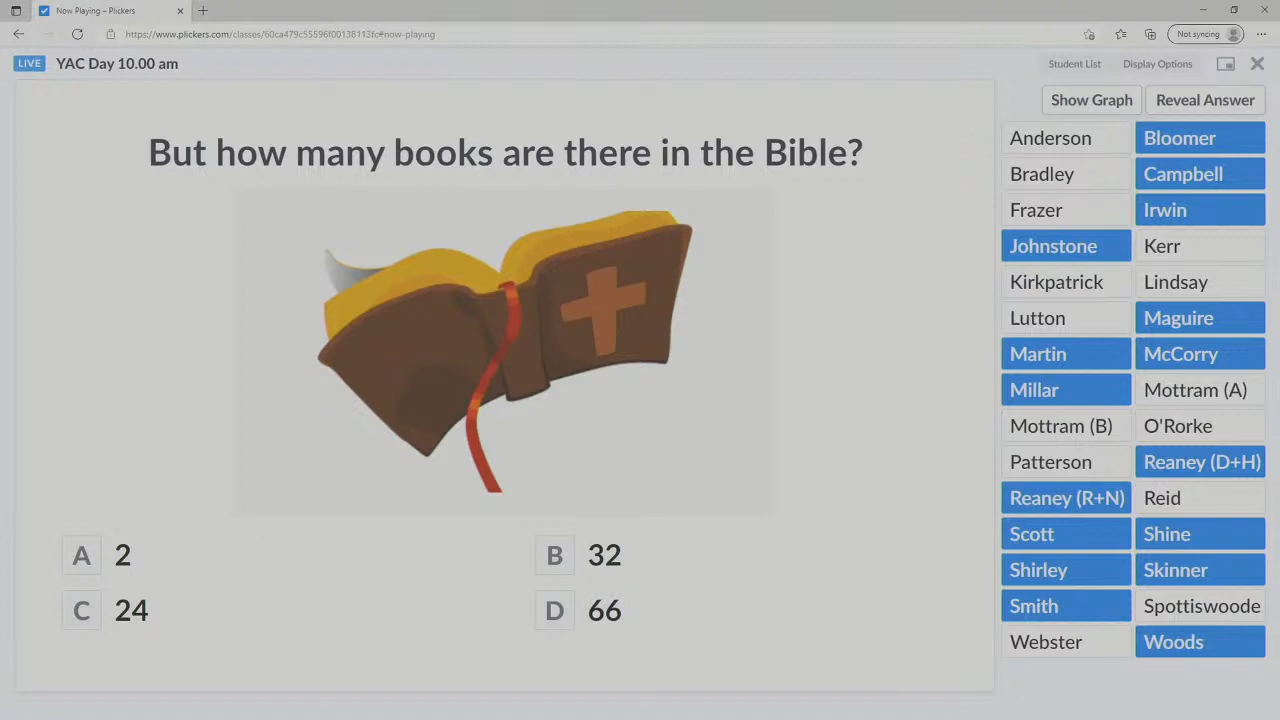 Now Playing – Plickers
https://www.plickers.com/classes/60ca479c55596f00138113fc#now-playing
Not syncing
LIVE YAC Day 10.00 am
Student List Display Options
Show Graph Reveal Answer
But how many books are there in the Bible?
A 2
B 32
C 24
D 66
Anderson Bloomer
Bradley Campbell
Frazer Irwin
Johnstone Kerr
Kirkpatrick Lindsay
Lutton Maguire
Martin McCorry
Millar Mottram (A)
Mottram (B) O'Rorke
Patterson Reaney (D+H)
Reaney (R+N) Reid
Scott Shine
Shirley Skinner
Smith Spottiswoode
Webster Woods